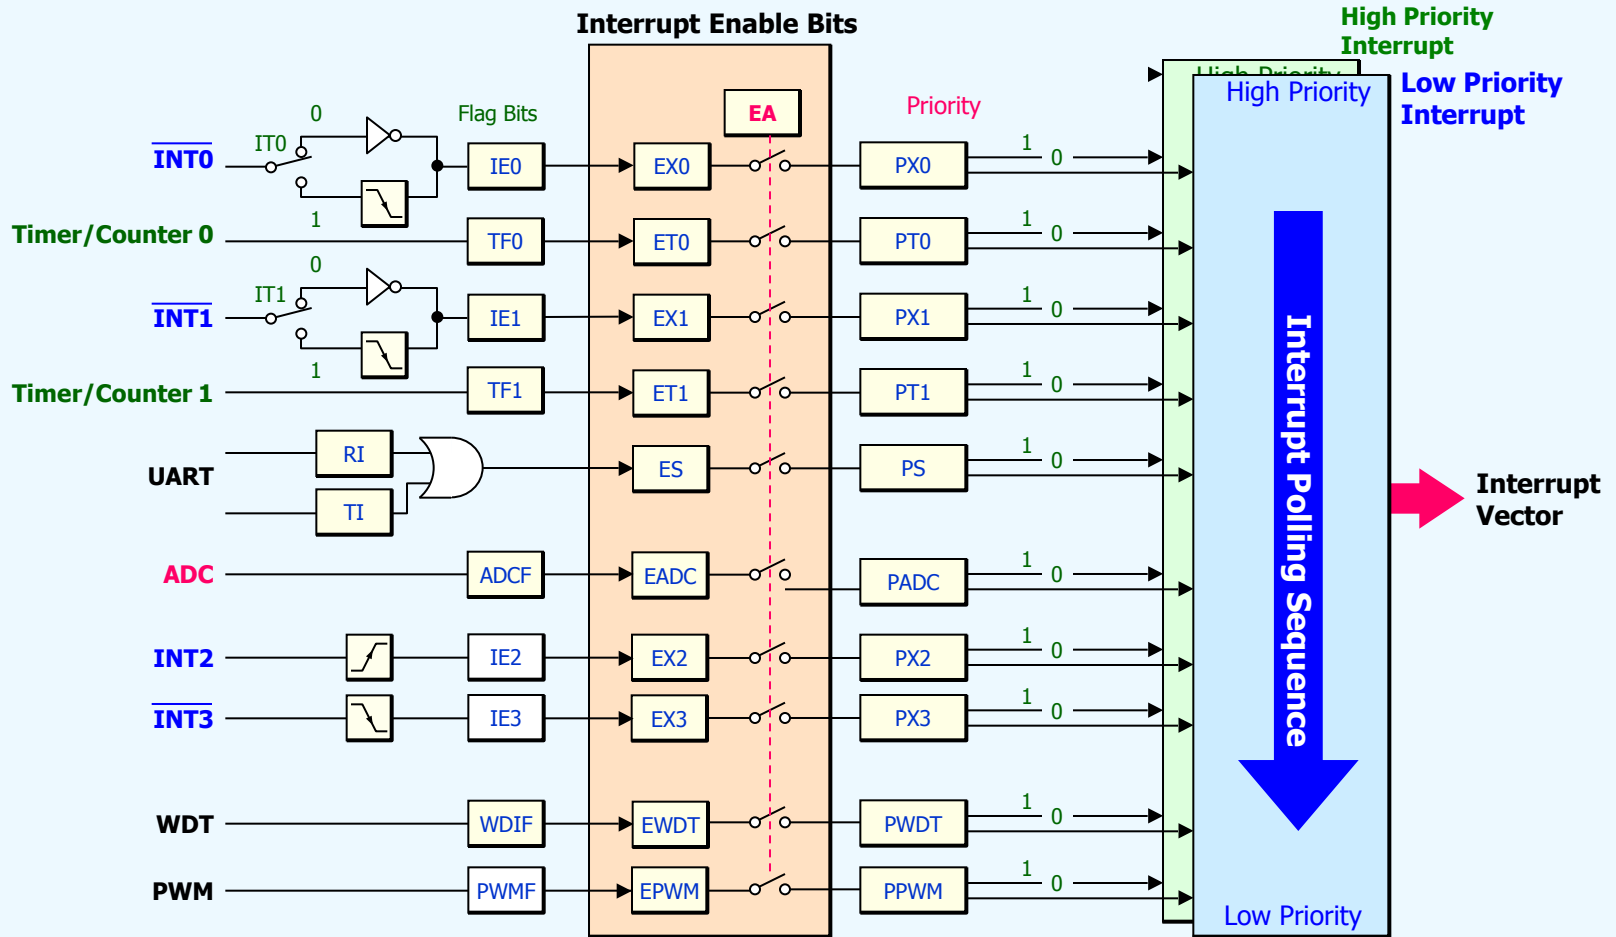 Interrupt Enable Bits
High Priority
Interrupt
High Priority
Low Priority
Interrupt
High Priority
Flag Bits
EA
Priority
INT0
IT0
0
1
IE0
EX0
PX0
1
0
Timer/Counter 0
TF0
ET0
PT0
1
0
INT1
IT1
0
1
IE1
EX1
PX1
1
0
Timer/Counter 1
TF1
ET1
PT1
1
0
UART
RI
TI
ES
PS
1
0
Interrupt Polling Sequence
Interrupt
Vector
ADC
ADCF
EADC
PADC
1
0
INT2
IE2
EX2
PX2
1
0
INT3
IE3
EX3
PX3
1
0
WDT
WDIF
EWDT
PWDT
1
0
PWM
PWMF
EPWM
PPWM
1
0
Low Priority